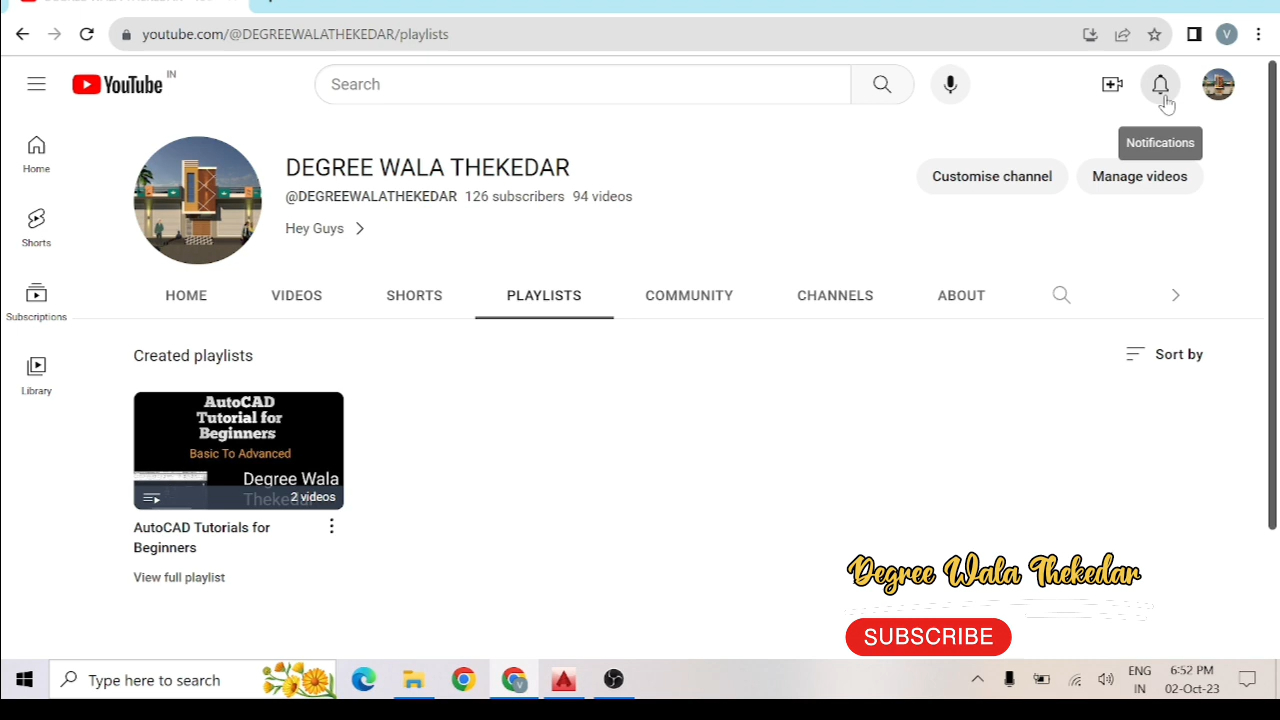 youtube.com/@DEGREEWALATHEKEDAR/playlists
V
YouTube IN
Search
Home
Shorts
Subscriptions
Library
Notifications
DEGREE WALA THEKEDAR
@DEGREEWALATHEKEDAR 126 subscribers 94 videos
Hey Guys
Customise channel
Manage videos
HOME VIDEOS SHORTS PLAYLISTS COMMUNITY CHANNELS ABOUT
Created playlists
Sort by
AutoCAD
Tutorial for
Beginners
Basic To Advanced
Degree Wala
Thekedar
2 videos
AutoCAD Tutorials for
Beginners
View full playlist
Degree Wala Thekedar
SUBSCRIBE
Type here to search
V
ENG
IN
6:52 PM
02-Oct-23